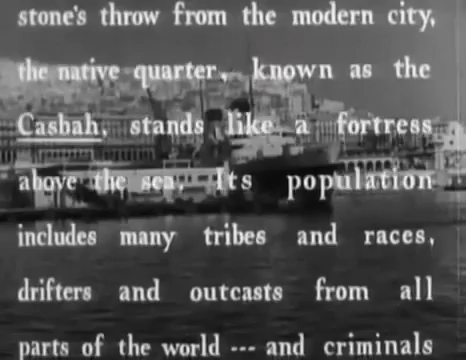 stone's throw from the modern city,
the native quarter, known as the
Casbah, stands like a fortress
above the sea. Its population
includes many tribes and races,
drifters and outcasts from all
parts of the world --- and criminals